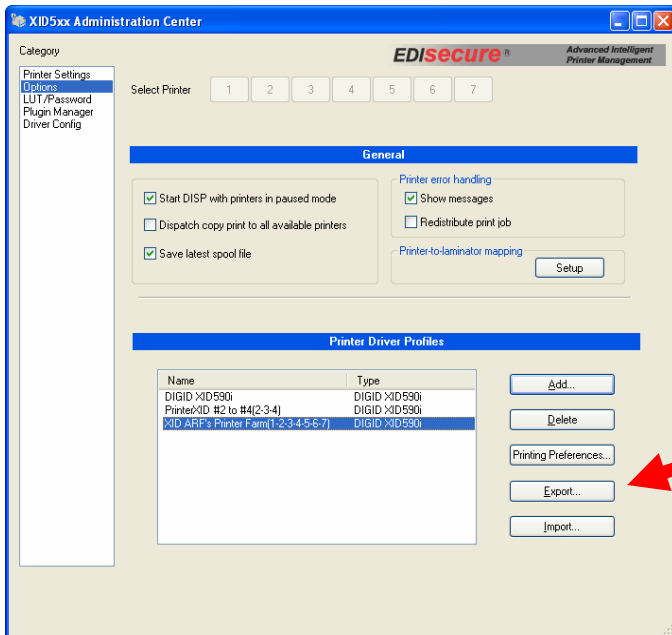 XID5xx Administration Center
Category
Printer Settings
Options
LUT/Password
Plugin Manager
Driver Config
EDIsecure®
Advanced Intelligent
Printer Management
Select Printer
1 2 3 4 5 6 7
General
Start DISP with printers in paused mode
Dispatch copy print to all available printers
Save latest spool file
Printer error handling
Show messages
Redistribute print job
Printer-to-laminator mapping
Setup
Printer Driver Profiles
Name Type
DIGID XID590i DIGID XID590i
PrinterXID #2 to #4(2-3-4) DIGID XID590i
XID ARF's Printer Farm(1-2-3-4-5-6-7) DIGID XID590i
Add...
Delete
Printing Preferences...
Export...
Import...